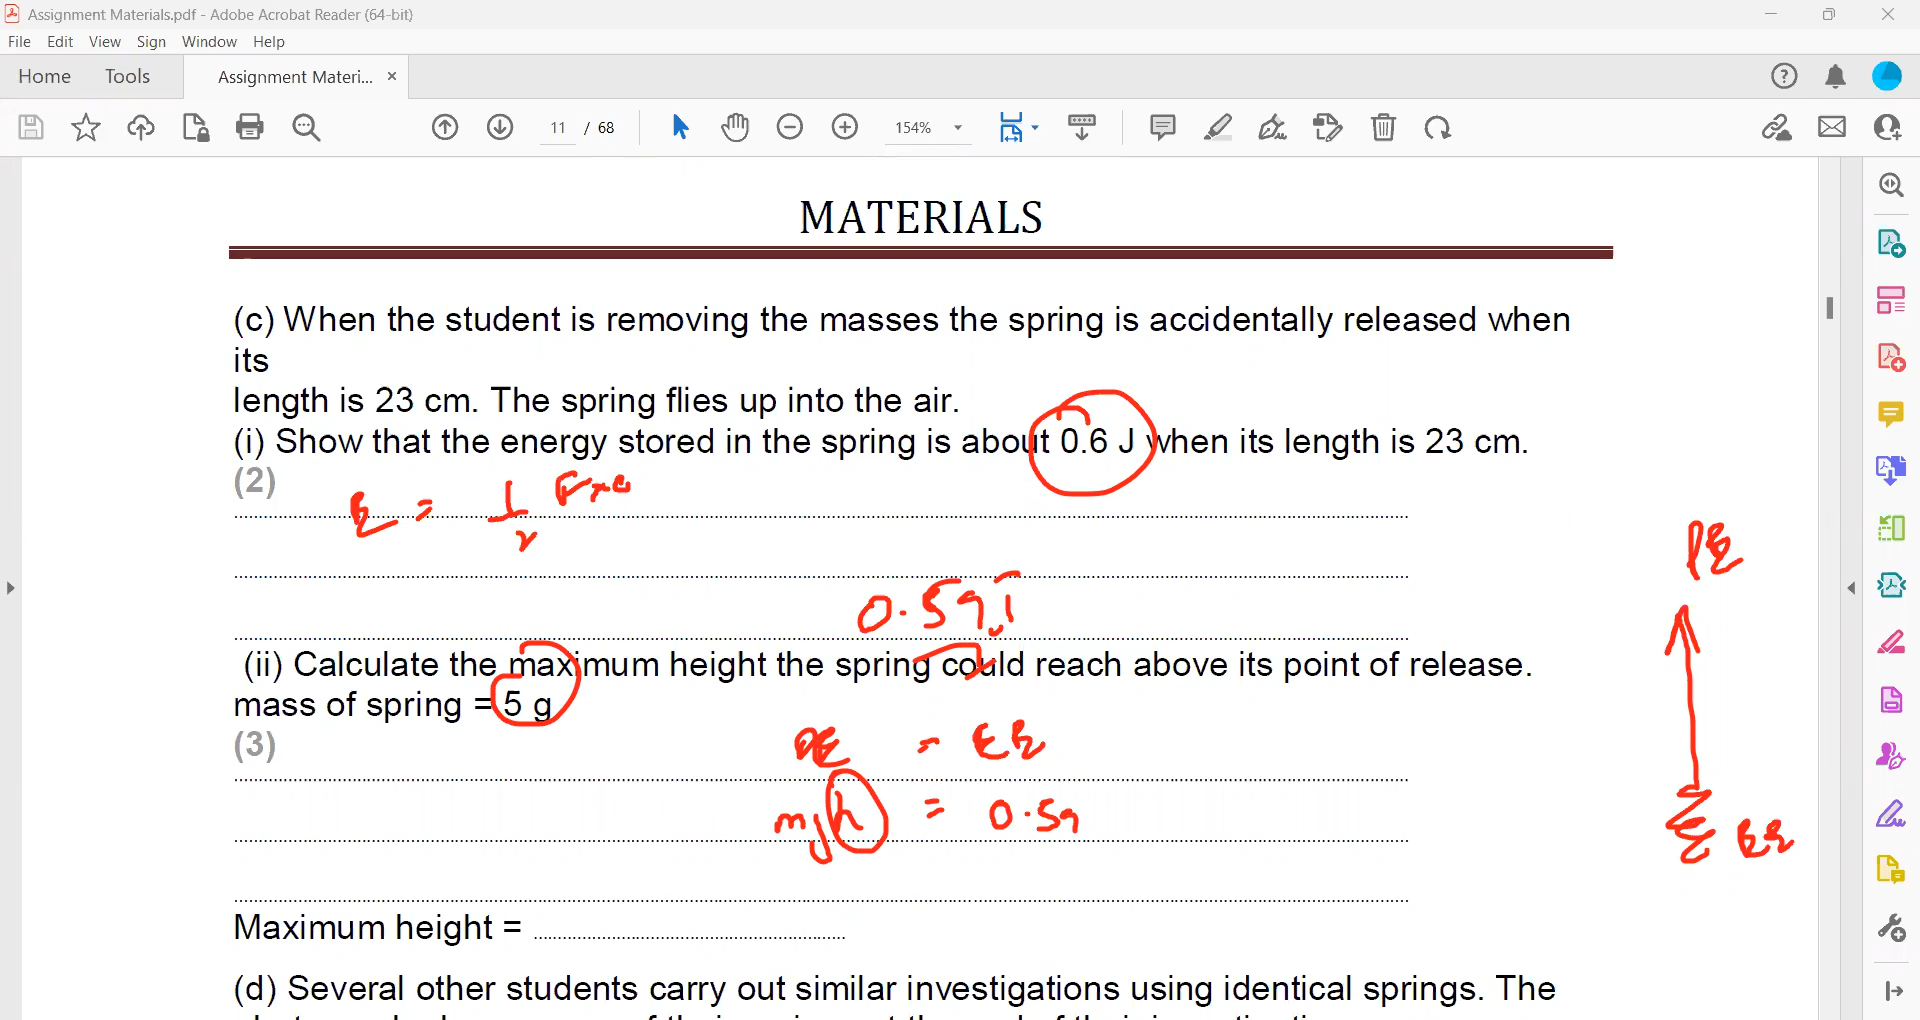 Assignment Materials.pdf - Adobe Acrobat Reader (64-bit)
File Edit View Sign Window Help
Home Tools Assignment Materi... ×
11 / 68 154%
MATERIALS
(c) When the student is removing the masses the spring is accidentally released when
its
length is 23 cm. The spring flies up into the air.
(i) Show that the energy stored in the spring is about 0.6 J when its length is 23 cm.
(2)
E = 1/2 F × e
PE
0.59 J
(ii) Calculate the maximum height the spring could reach above its point of release.
mass of spring = 5 g
(3)
PE = EE
mgh = 0.59
EE
Maximum height =
(d) Several other students carry out similar investigations using identical springs. The